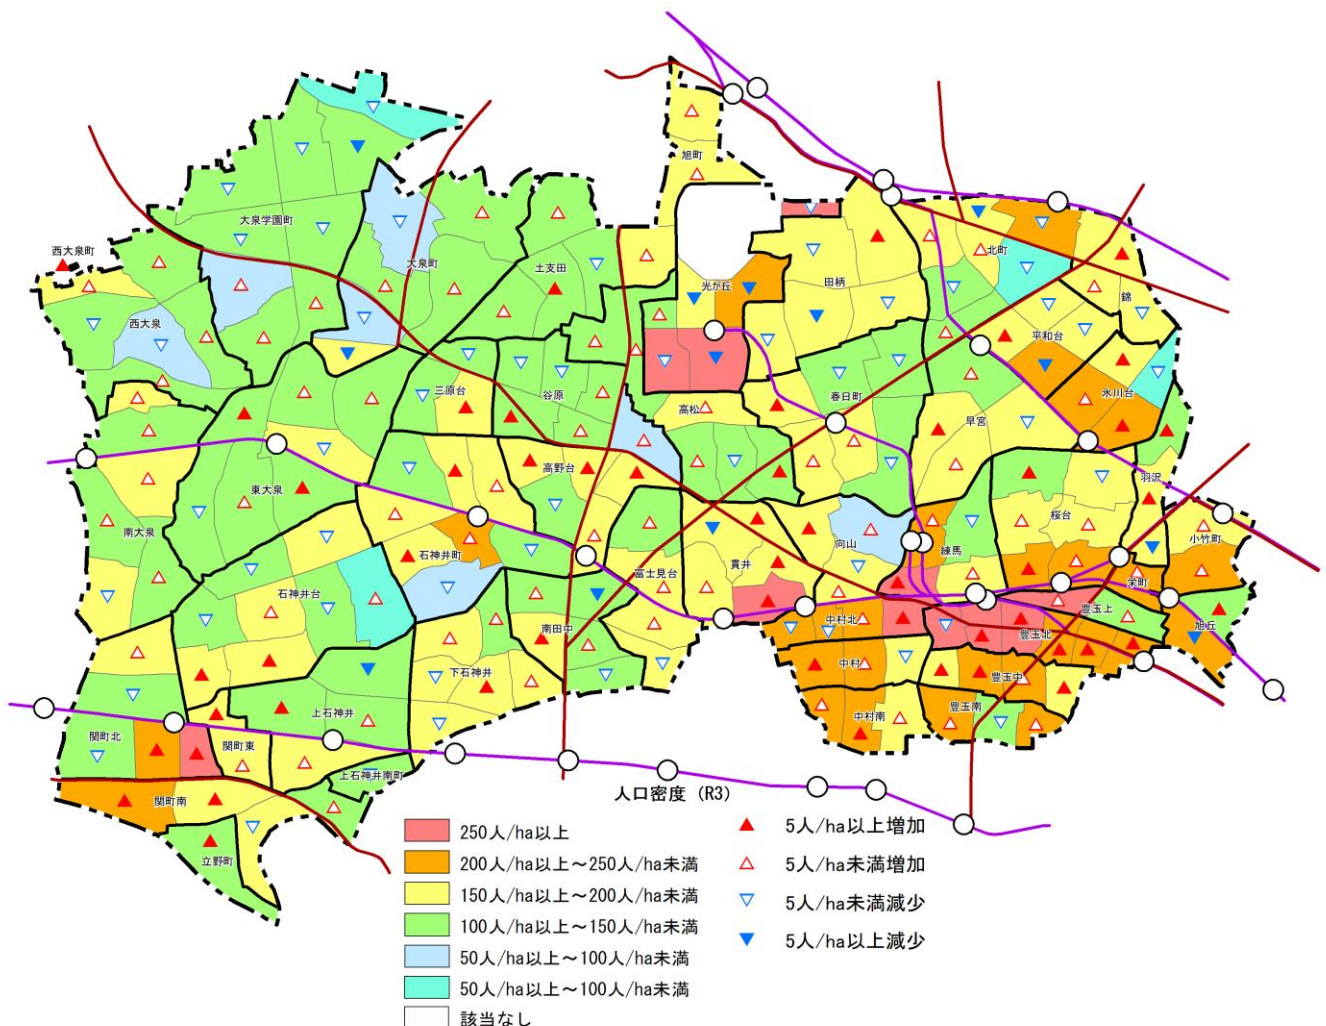 旭町
大泉学園町
西大泉町
大泉町
土支田
光が丘
田柄
北町
錦
西大泉
平和台
氷川台
三原台
谷原
高松
春日町
早宮
東大泉
高野台
羽沢
南大泉
石神井町
向山
練馬
桜台
小竹町
石神井台
富士見台
貫井
栄町
豊玉上
南田中
中村北
豊玉北
旭丘
下石神井
中村
豊玉中
上石神井
中村南
豊玉南
関町北
関町東
上石神井南町
関町南
立野町
人口密度（R3）
250人/ha以上
200人/ha以上～250人/ha未満
150人/ha以上～200人/ha未満
100人/ha以上～150人/ha未満
50人/ha以上～100人/ha未満
50人/ha以上～100人/ha未満
該当なし
5人/ha以上増加
5人/ha未満増加
5人/ha未満減少
5人/ha以上減少